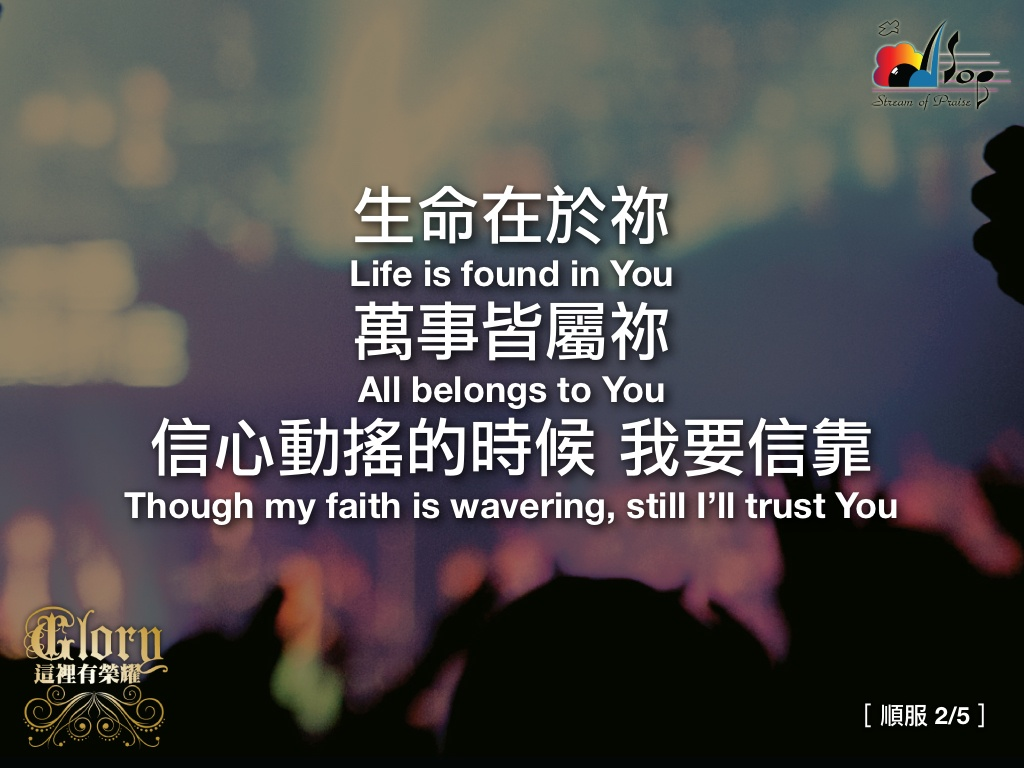 SOP
Stream of Praise
生命在於祢
Life is found in You
萬事皆屬祢
All belongs to You
信心動搖的時候 我要信靠
Though my faith is wavering, still I’ll trust You
Glory
這裡有榮耀
[ 順服 2/5 ]